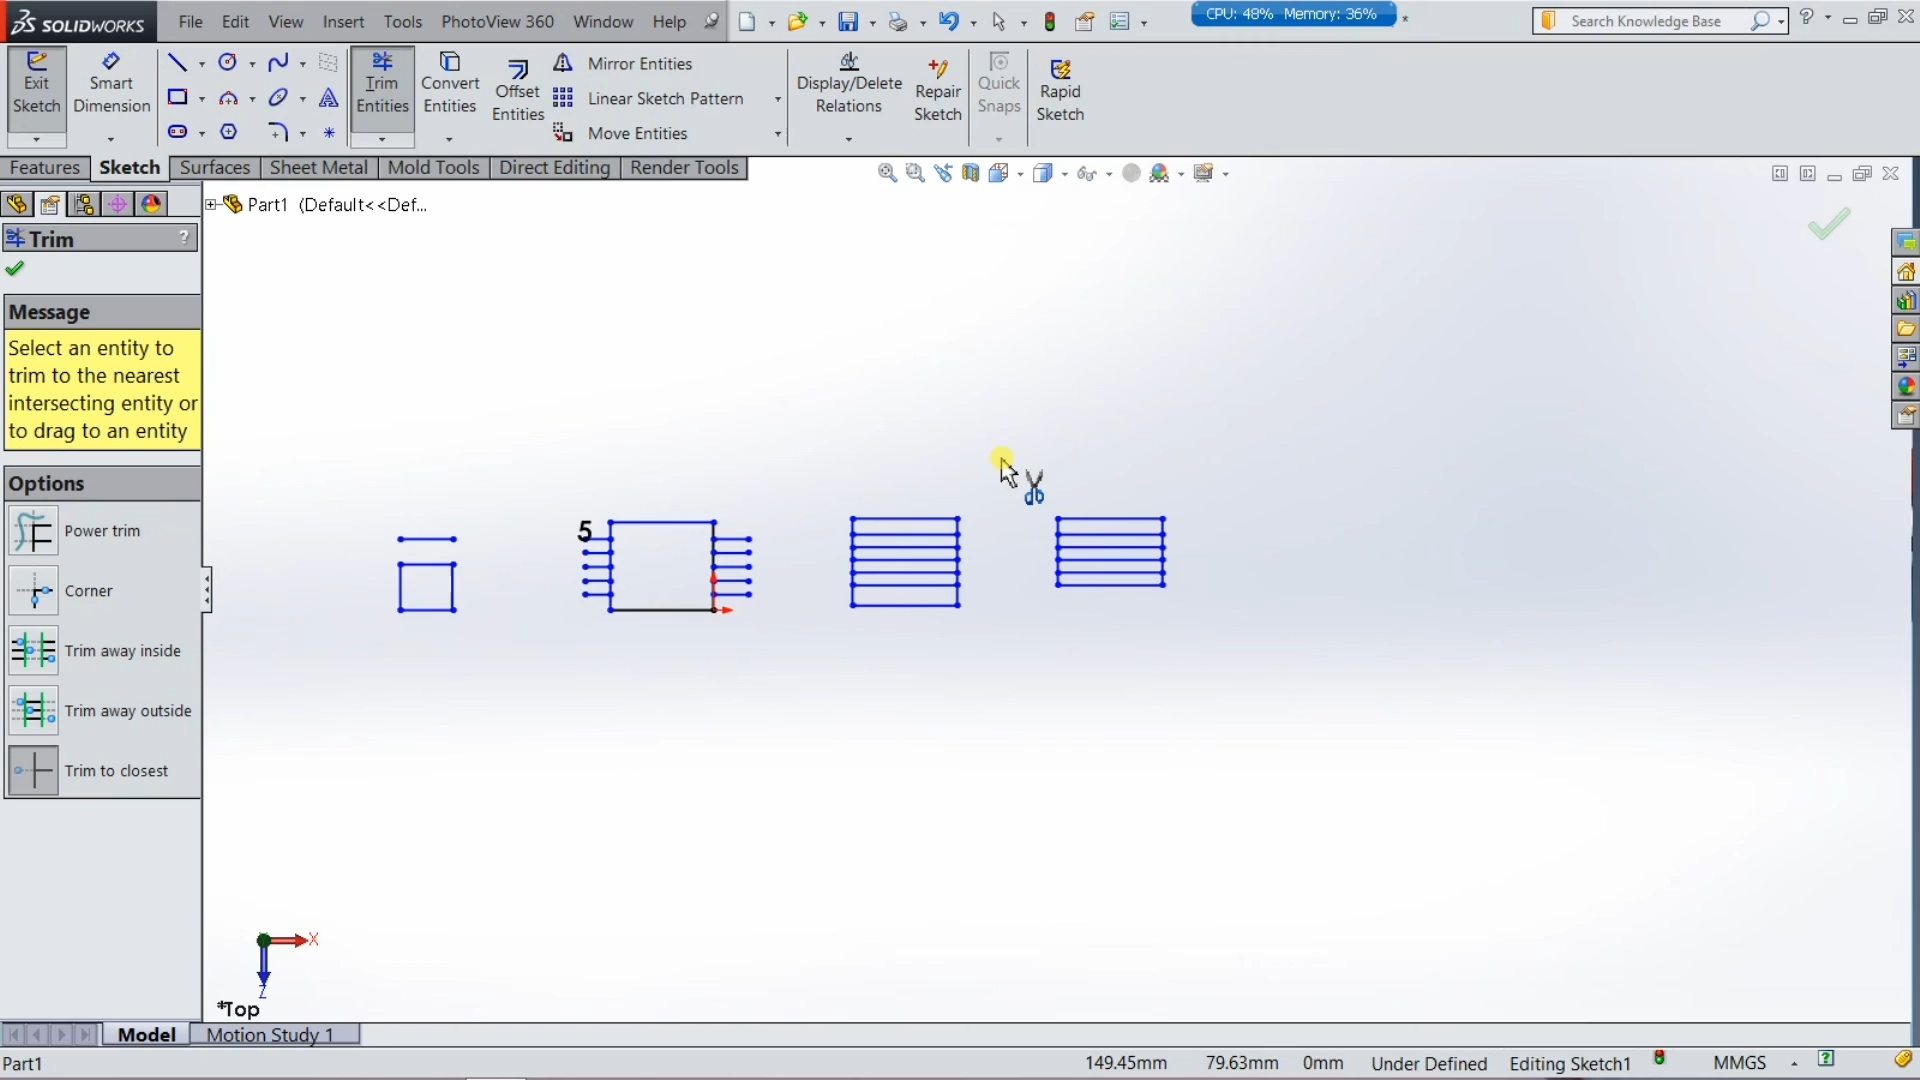 SOLIDWORKS File Edit View Insert Tools PhotoView 360 Window Help CPU: 48% Memory: 36% * Search Knowledge Base ?
Exit Sketch
Smart Dimension
Trim Entities
Convert Entities
Offset Entities
Mirror Entities
Linear Sketch Pattern
Move Entities
Display/Delete Relations
Repair Sketch
Quick Snaps
Rapid Sketch
Features Sketch Surfaces Sheet Metal Mold Tools Direct Editing Render Tools
Part1 (Default<<Def...
Trim ?
Message
Select an entity to
trim to the nearest
intersecting entity or
to drag to an entity
Options
Power trim
Corner
Trim away inside
Trim away outside
Trim to closest
5
X
Z
*Top
Model Motion Study 1
Part1 149.45mm 79.63mm 0mm Under Defined Editing Sketch1 MMGS ?